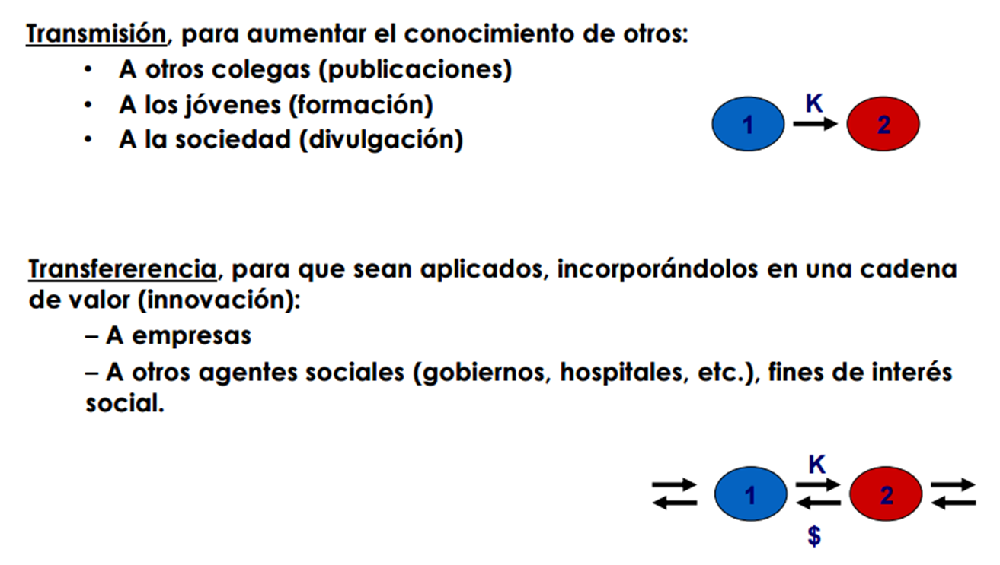 Transmisión, para aumentar el conocimiento de otros:
• A otros colegas (publicaciones)
• A los jóvenes (formación)
• A la sociedad (divulgación)
K
1 2
Transfererencia, para que sean aplicados, incorporándolos en una cadena
de valor (innovación):
– A empresas
– A otros agentes sociales (gobiernos, hospitales, etc.), fines de interés
social.
K
1 2
$